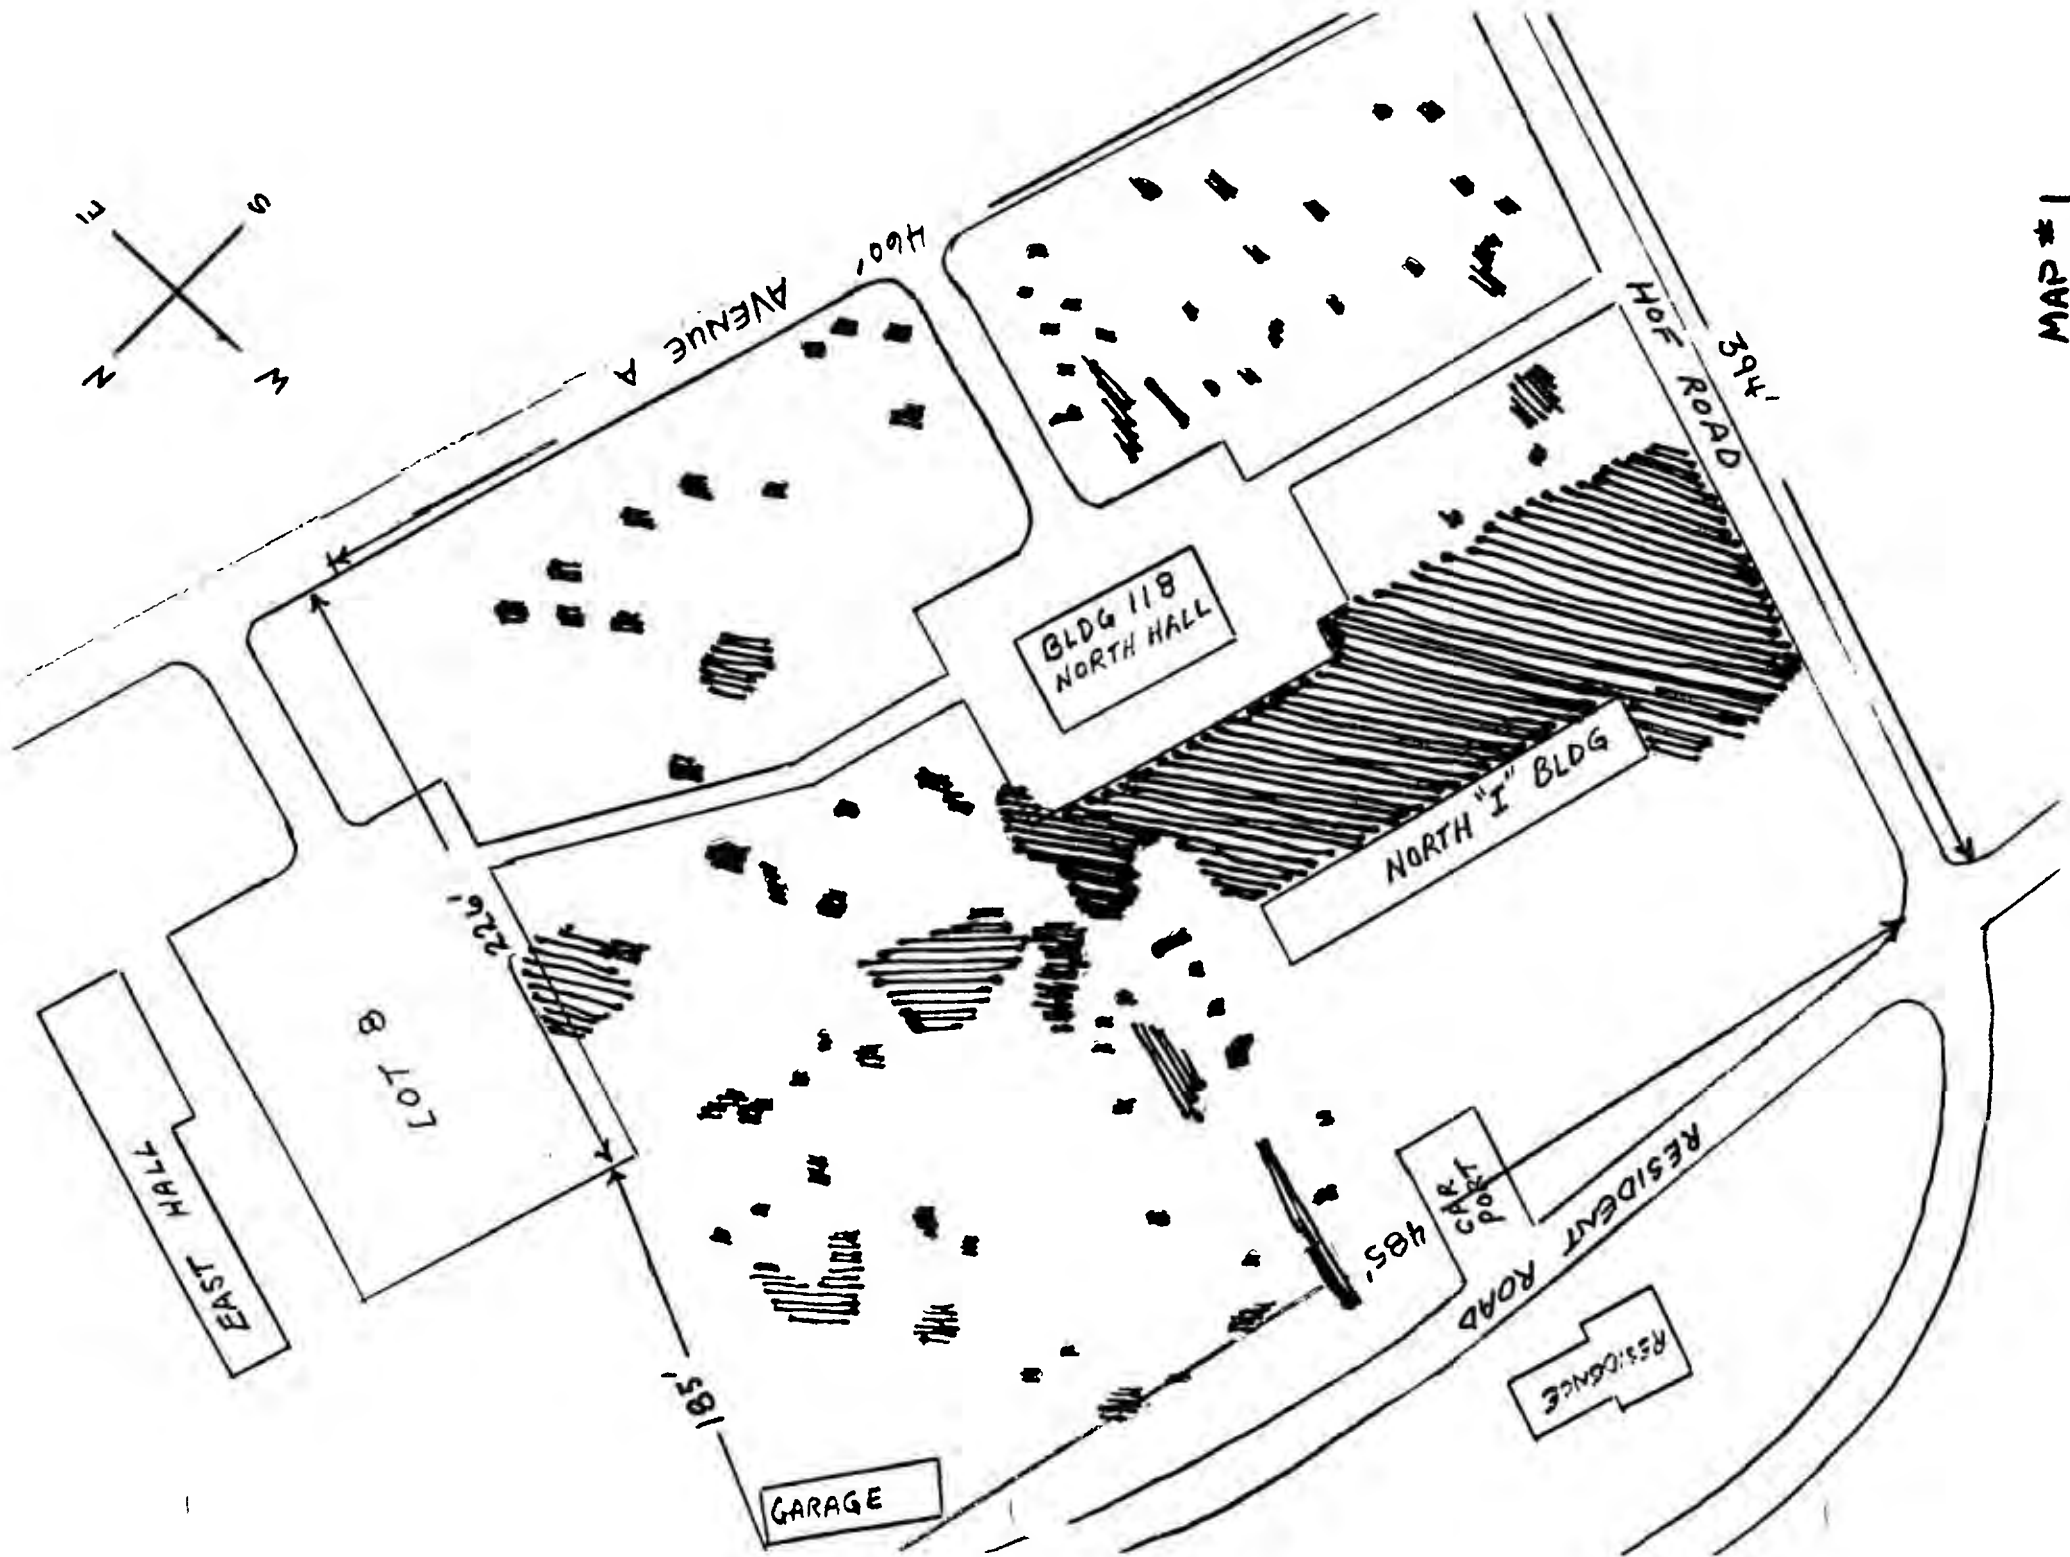 MAP # 1
S
E
N
W
460'
AVENUE A
HOF ROAD
394'
BLDG 118
NORTH HALL
NORTH "I" BLDG
226'
LOT 8
EAST HALL
185'
GARAGE
485'
CAR
PORT
RESIDENT ROAD
RESIDENCE